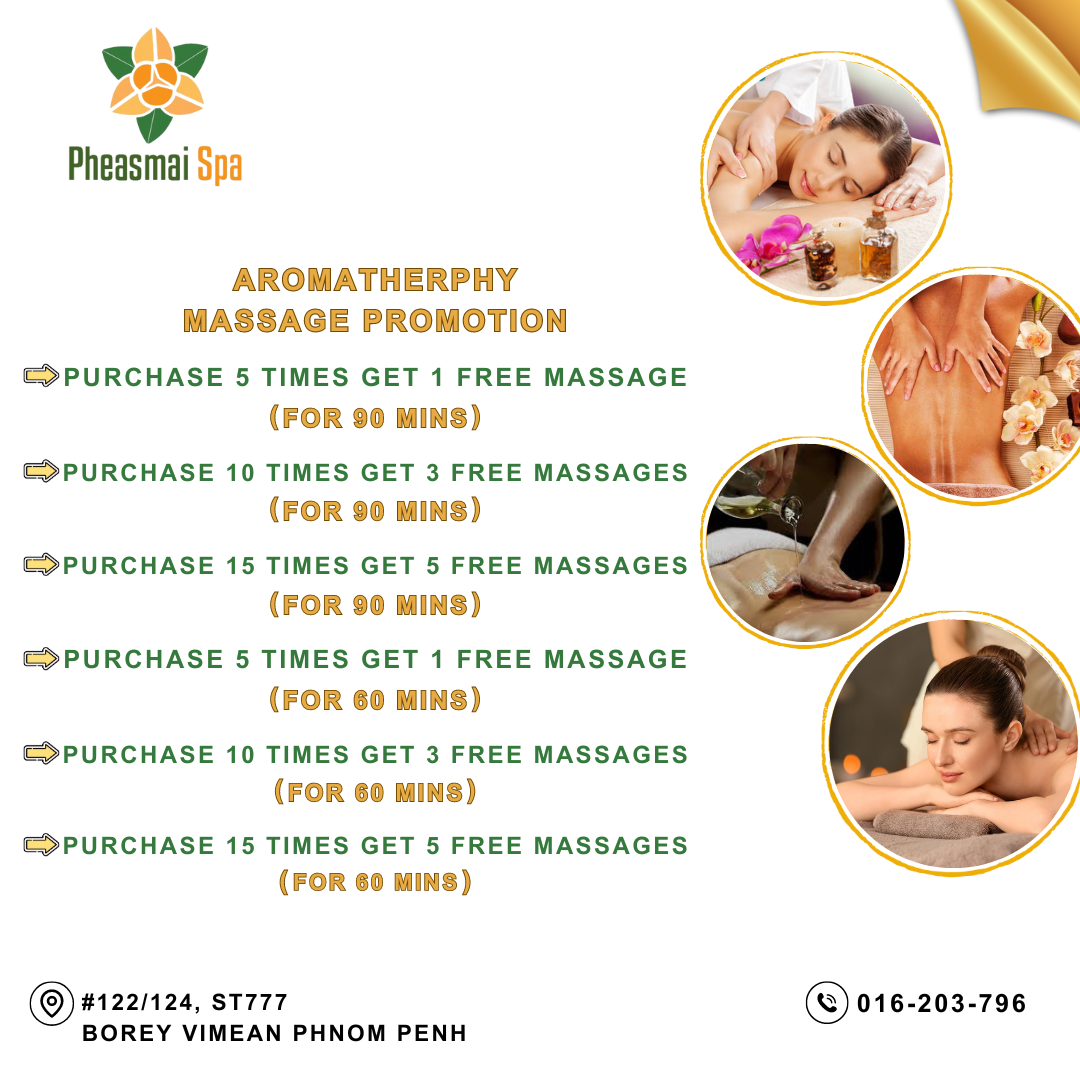 Pheasmai Spa
AROMATHERPHY
MASSAGE PROMOTION
PURCHASE 5 TIMES GET 1 FREE MASSAGE
(FOR 90 MINS)
PURCHASE 10 TIMES GET 3 FREE MASSAGES
(FOR 90 MINS)
PURCHASE 15 TIMES GET 5 FREE MASSAGES
(FOR 90 MINS)
PURCHASE 5 TIMES GET 1 FREE MASSAGE
(FOR 60 MINS)
PURCHASE 10 TIMES GET 3 FREE MASSAGES
(FOR 60 MINS)
PURCHASE 15 TIMES GET 5 FREE MASSAGES
(FOR 60 MINS)
#122/124, ST777
BOREY VIMEAN PHNOM PENH
016-203-796